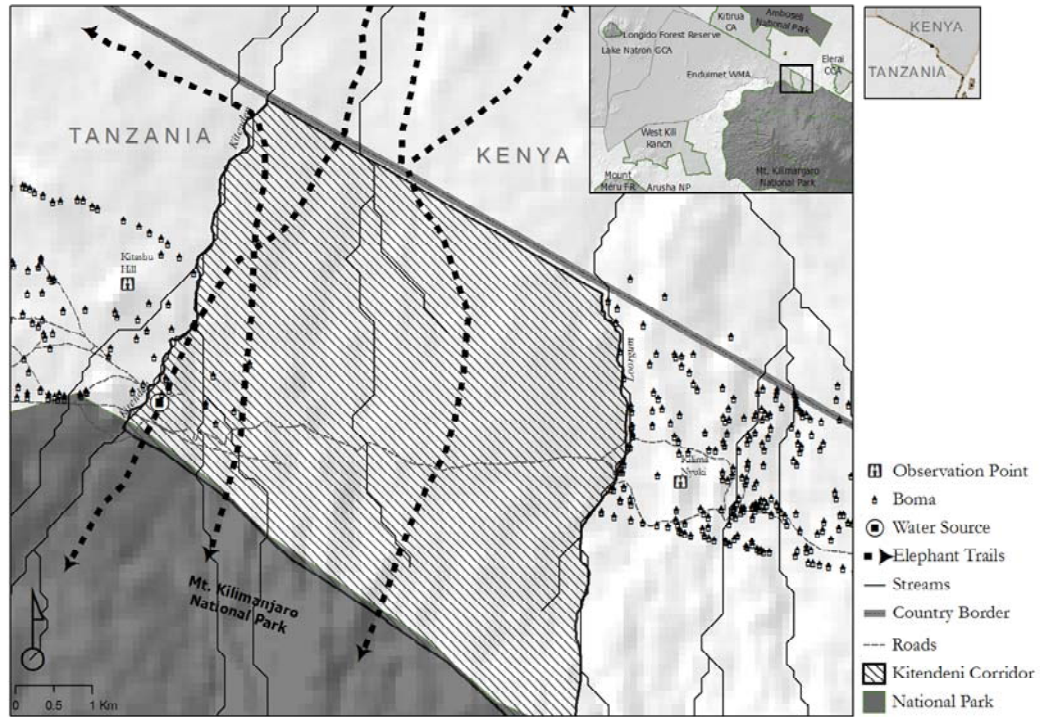 TANZANIA
KENYA
Kitenden
Kitashu
Hill
Loorgum
Kilima
Nyuki
Mt. Kilimanjaro
National Park
0 0.5 1 Km
Kitirua
CA
Amboseli
National Park
Longido Forest Reserve
Lake Natron GCA
Elerai
CCA
Enduimet WMA
West Kili
Ranch
Mt. Kilimanjaro
National Park
Mount
Meru FR
Arusha NP
KENYA
TANZANIA
Observation Point
Boma
Water Source
Elephant Trails
Streams
Country Border
Roads
Kitendeni Corridor
National Park